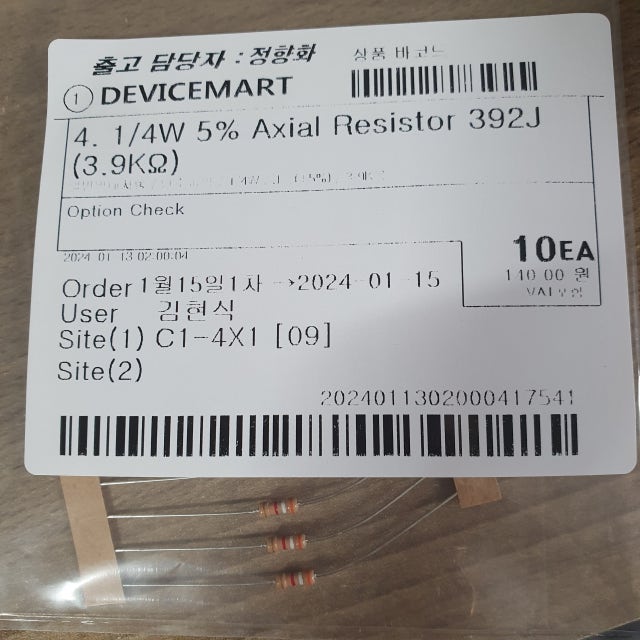 출고 담당자 : 정향화
상품 바코드
1 DEVICEMART
4. 1/4W 5% Axial Resistor 392J
(3.9KΩ)
Option Check
2024-01-13 02:00:04
10EA
140.00 원
VAT포함
Order 1월15일1차 →2024-01-15
User 김현식
Site(1) C1-4X1 [09]
Site(2)
2024011302000417541